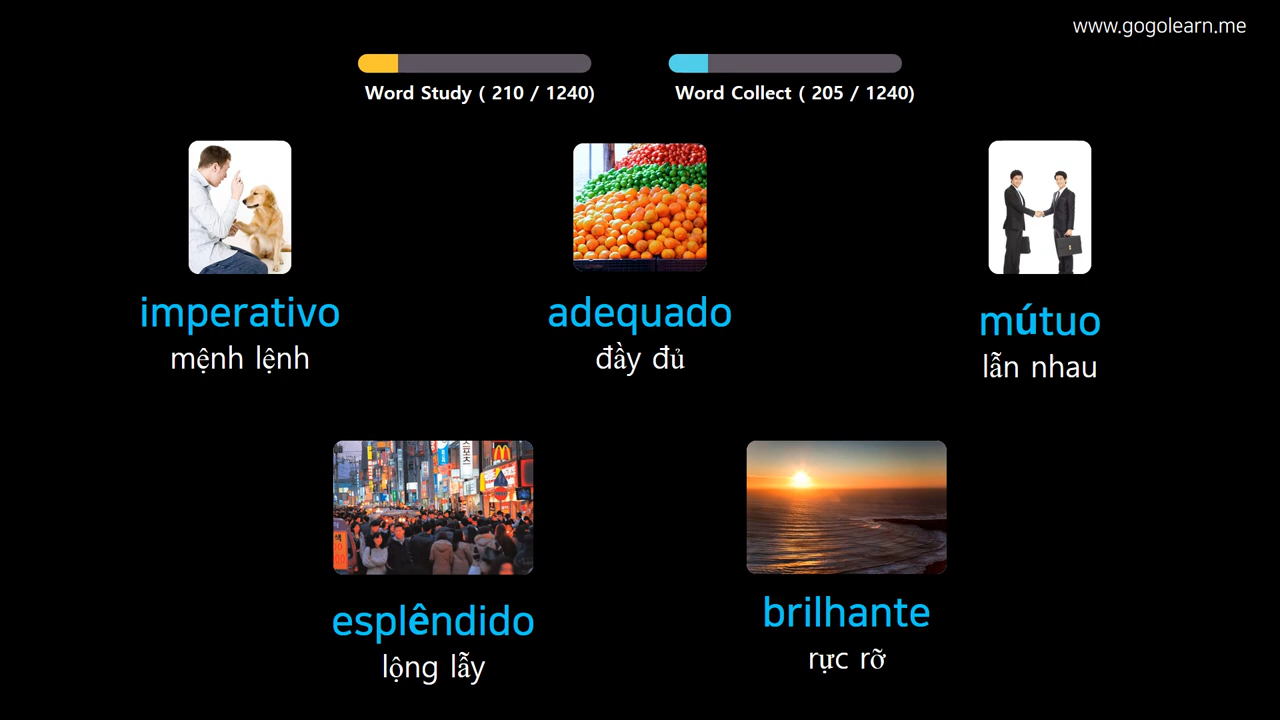 www.gogolearn.me
Word Study ( 210 / 1240)
Word Collect ( 205 / 1240)
imperativo
mệnh lệnh
adequado
đầy đủ
mútuo
lẫn nhau
esplêndido
lộng lẫy
brilhante
rực rỡ